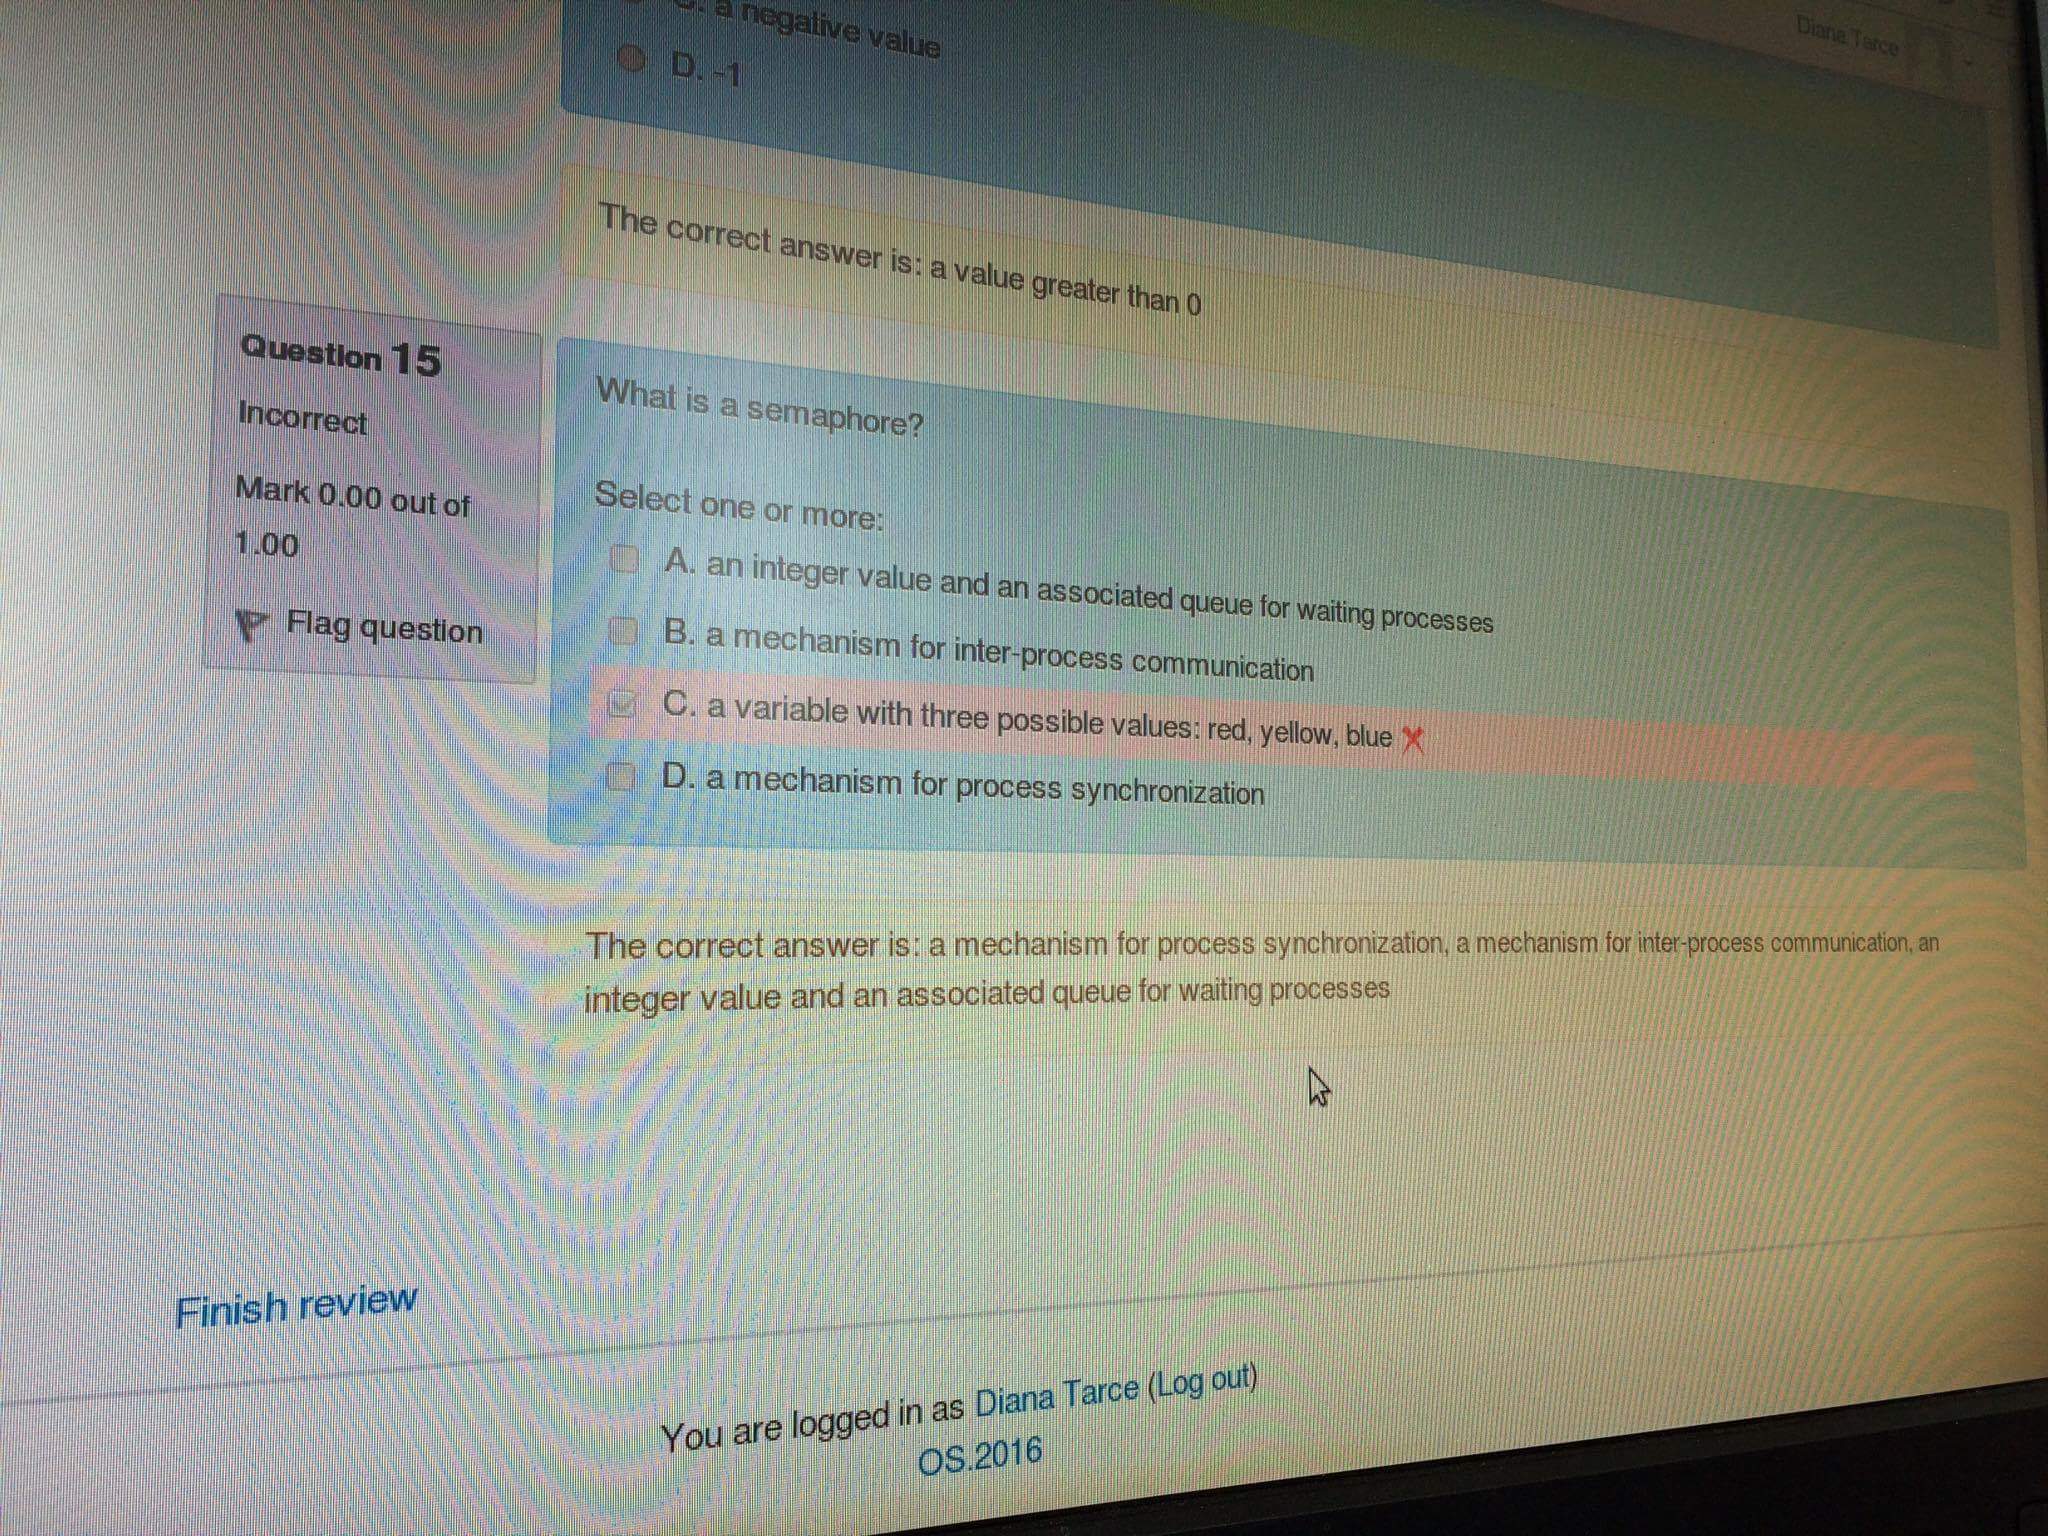 C. a negative value
D. -1
Diana Tarce
The correct answer is: a value greater than 0
Question 15
Incorrect
Mark 0.00 out of
1.00
Flag question
What is a semaphore?
Select one or more:
A. an integer value and an associated queue for waiting processes
B. a mechanism for inter-process communication
C. a variable with three possible values: red, yellow, blue
D. a mechanism for process synchronization
The correct answer is: a mechanism for process synchronization, a mechanism for inter-process communication, an
integer value and an associated queue for waiting processes
Finish review
You are logged in as Diana Tarce (Log out)
OS.2016